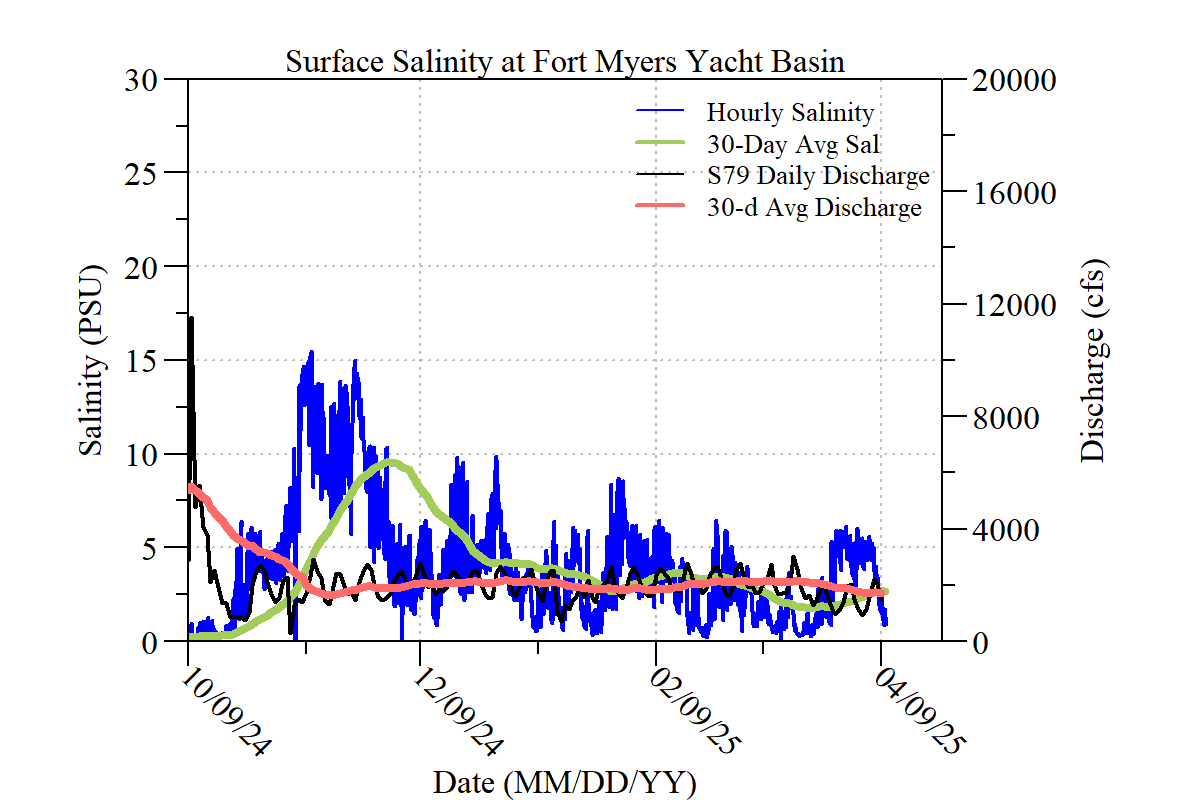 Surface Salinity at Fort Myers Yacht Basin
30
25
20
15
10
5
0
Salinity (PSU)
20000
16000
12000
8000
4000
0
Discharge (cfs)
Hourly Salinity
30-Day Avg Sal
S79 Daily Discharge
30-d Avg Discharge
10/09/24
12/09/24
02/09/25
04/09/25
Date (MM/DD/YY)